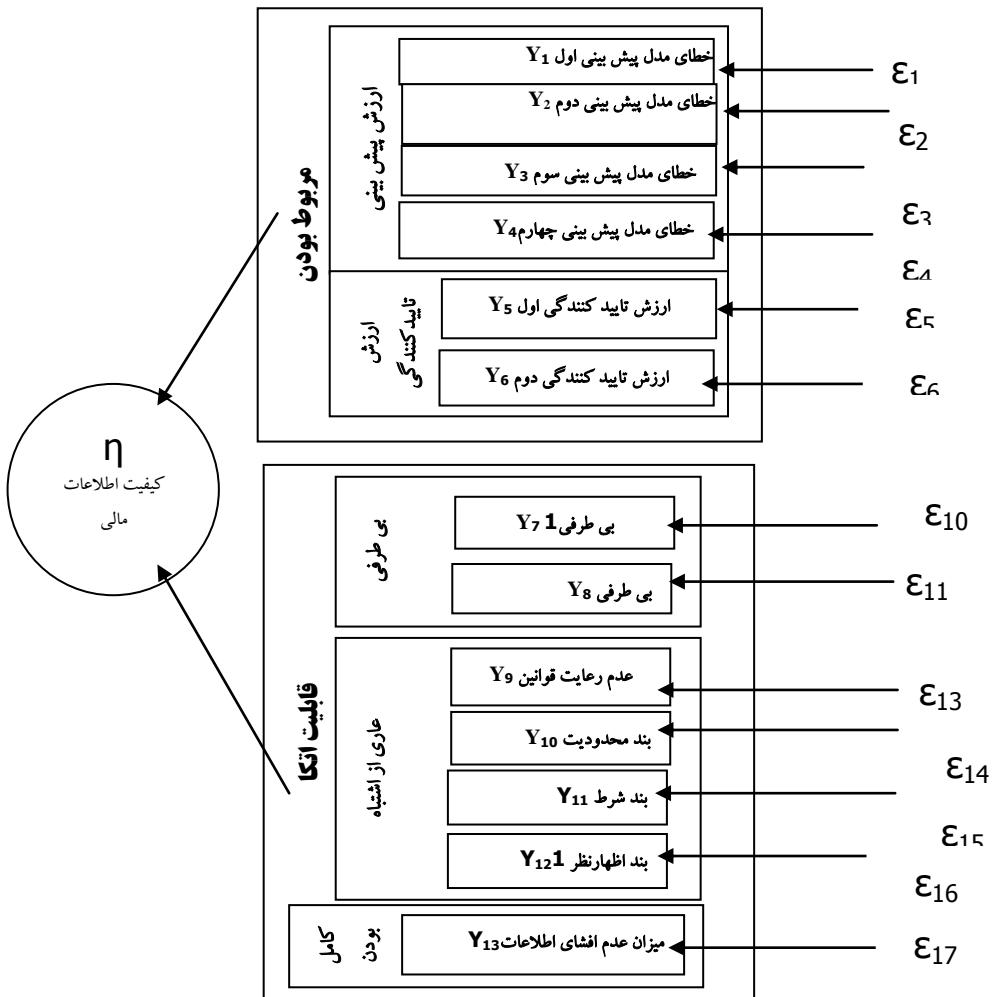 خطای مدل پیش بینی اول Y1
خطای مدل پیش بینی دوم Y2
خطای مدل پیش بینی سوم Y3
خطای مدل پیش بینی چهارم Y4
ارزش پیش بینی
مربوط بودن
ارزش تایید کنندگی اول Y5
ارزش تایید کنندگی دوم Y6
ارزش
تایید کنندگی
ε1
ε2
ε3
ε4
ε5
ε6
η
کیفیت اطلاعات
مالی
بی طرفی1 Y7
بی طرفی Y8
بی طرفی
عدم رعایت قوانین Y9
بند محدودیت Y10
بند شرط Y11
بند اظهارنظر Y121
عاری از اشتباه
قابلیت اتکا
میزان عدم افشای اطلاعات Y13
کامل
بودن
ε10
ε11
ε13
ε14
ε15
ε16
ε17